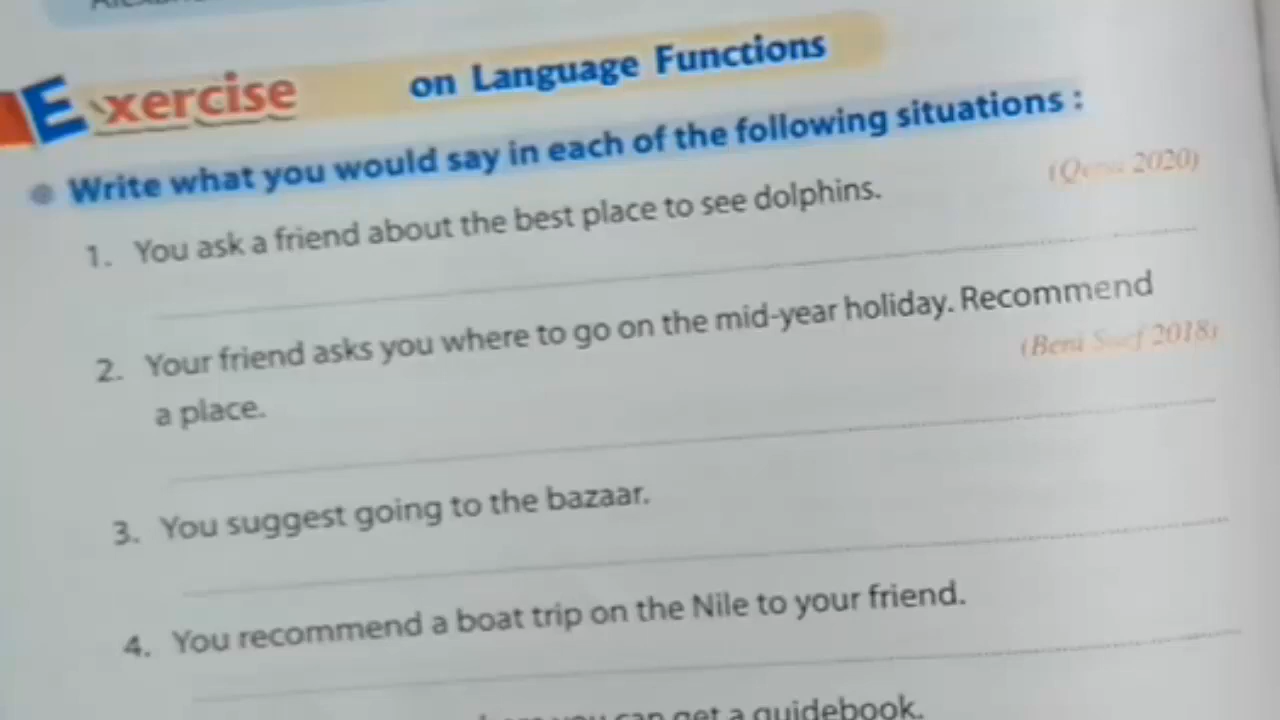 Exercise on Language Functions
Write what you would say in each of the following situations :
1. You ask a friend about the best place to see dolphins.
(Qena 2020)
2. Your friend asks you where to go on the mid-year holiday. Recommend
(Beni Suef 2018)
a place.
3. You suggest going to the bazaar.
4. You recommend a boat trip on the Nile to your friend.
you can get a guidebook.